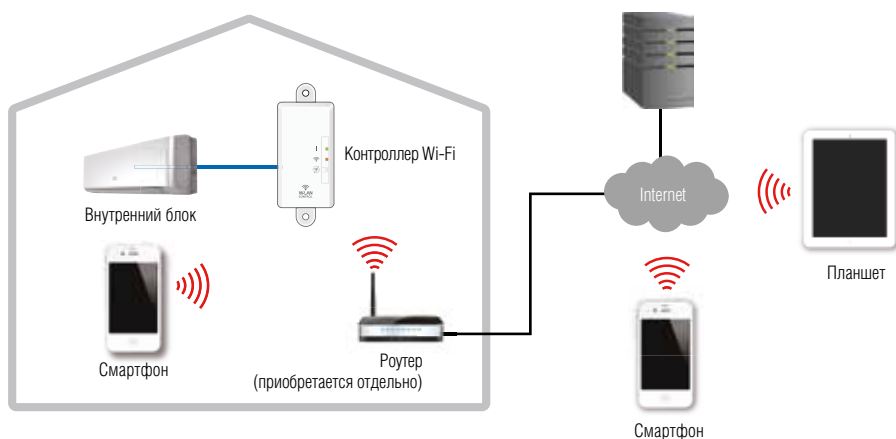 Контроллер Wi-Fi
Внутренний блок
Internet
Планшет
Смартфон
Роутер
(приобретается отдельно)
Смартфон